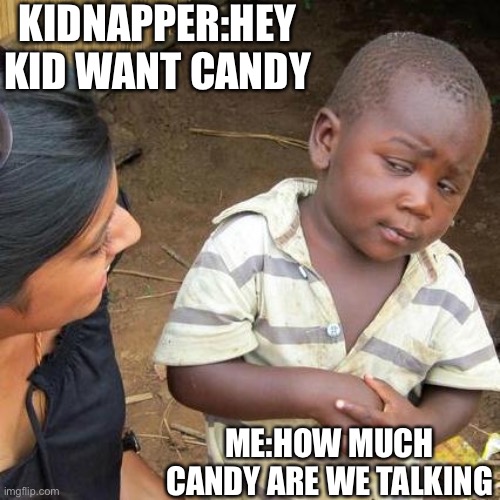 KIDNAPPER:HEY
KID WANT CANDY
ME:HOW MUCH
CANDY ARE WE TALKING
imgflip.com